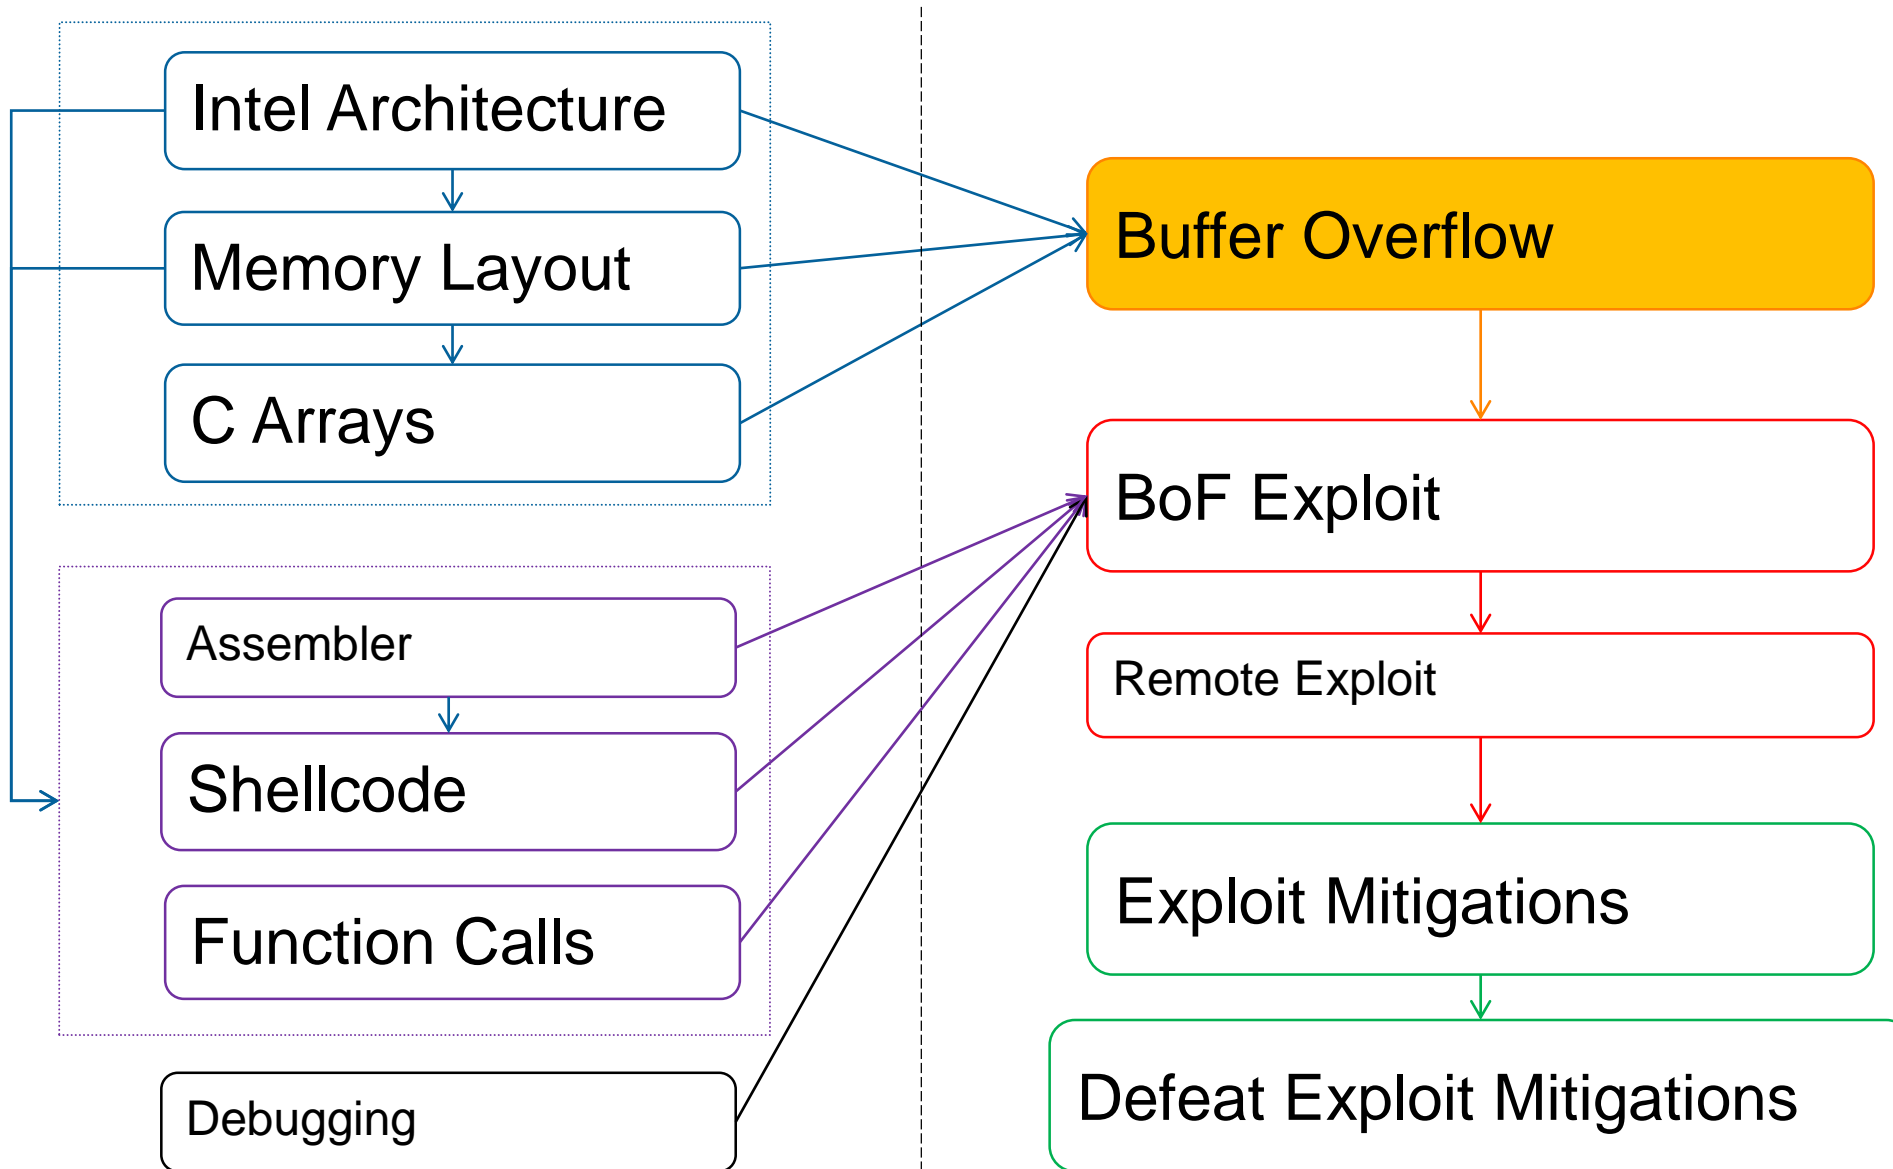 Intel Architecture
Memory Layout
C Arrays
Assembler
Shellcode
Function Calls
Debugging
Buffer Overflow
BoF Exploit
Remote Exploit
Exploit Mitigations
Defeat Exploit Mitigations